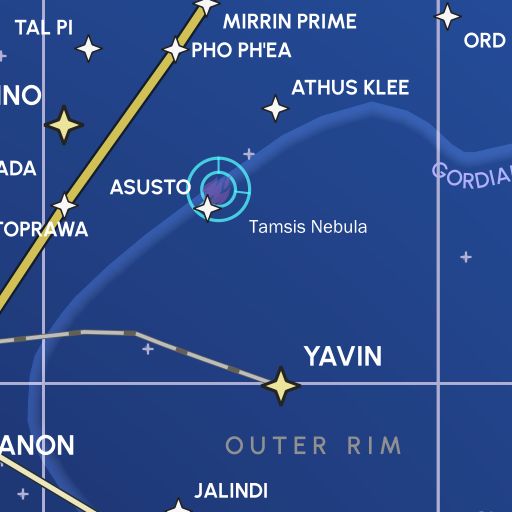 TAL PI
MIRRIN PRIME
ORD
PHO PH'EA
ATHUS KLEE
INO
ADA
GORDIAN
ASUSTO
TOPRAWA
Tamsis Nebula
YAVIN
ANON
OUTER RIM
JALINDI